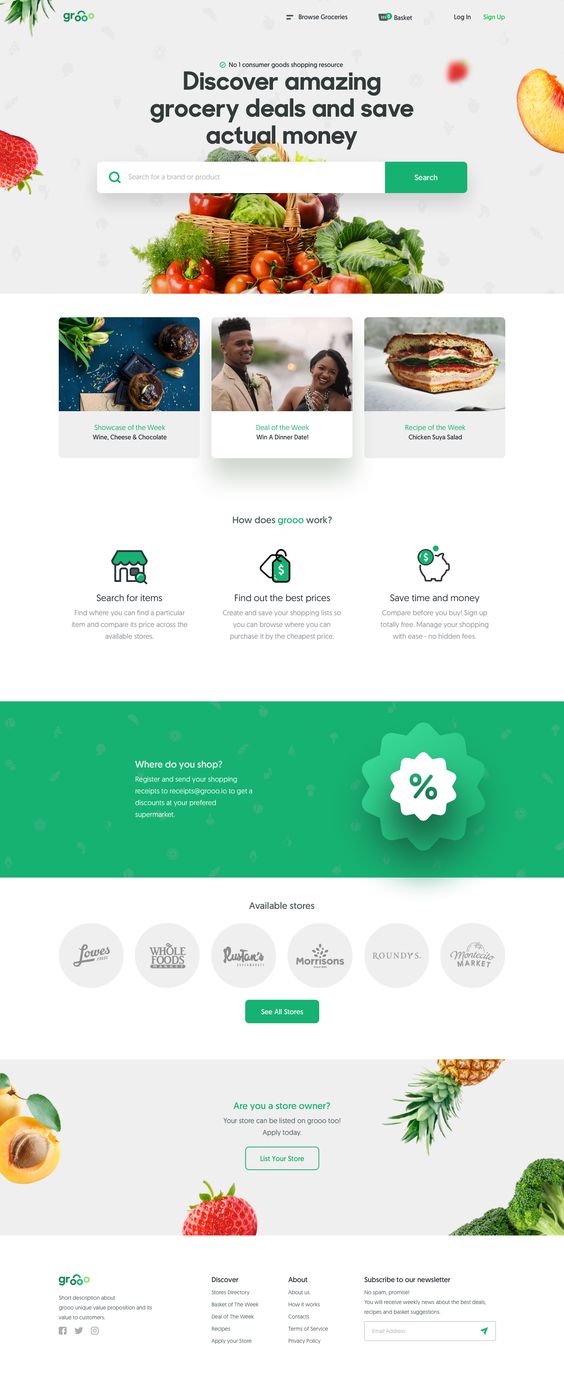 grooo
Browse Groceries
Basket
Log In
Sign Up
No 1 consumer goods shopping resource
Discover amazing
grocery deals and save
actual money
Search for a brand or product
Search
Showcase of the Week
Wine, Cheese & Chocolate
Deal of the Week
Win A Dinner Date!
Recipe of the Week
Chicken Suya Salad
How does grooo work?
Search for items
Find where you can find a particular
item and compare its price across the
available stores.
Find out the best prices
Create and save your shopping lists so
you can browse where you can
purchase it by the cheapest price.
Save time and money
Compare before you buy! Sign up
totally free. Manage your shopping
with ease - no hidden fees.
Where do you shop?
Register and send your shopping
receipts to receipts@grooo.io to get a
discounts at your prefered
supermarket.
%
Available stores
Lowes
FOODS
WHOLE
FOODS
MARKET
Rustan's
SUPERMARKET
Morrisons
ROUNDY'S.
Montecito
MARKET
See All Stores
Are you a store owner?
Your store can be listed on grooo too!
Apply today.
List Your Store
grooo
Short description about
grooo unique value proposition and its
value to customers.
Discover
Stores Directory
Basket of The Week
Deal of The Week
Recipes
Apply your Store
About
About us
How it works
Contacts
Terms of Service
Privacy Policy
Subscribe to our newsletter
No spam, promise!
You will receive weekly news about the best deals,
recipes and basket suggestions.
Email Address